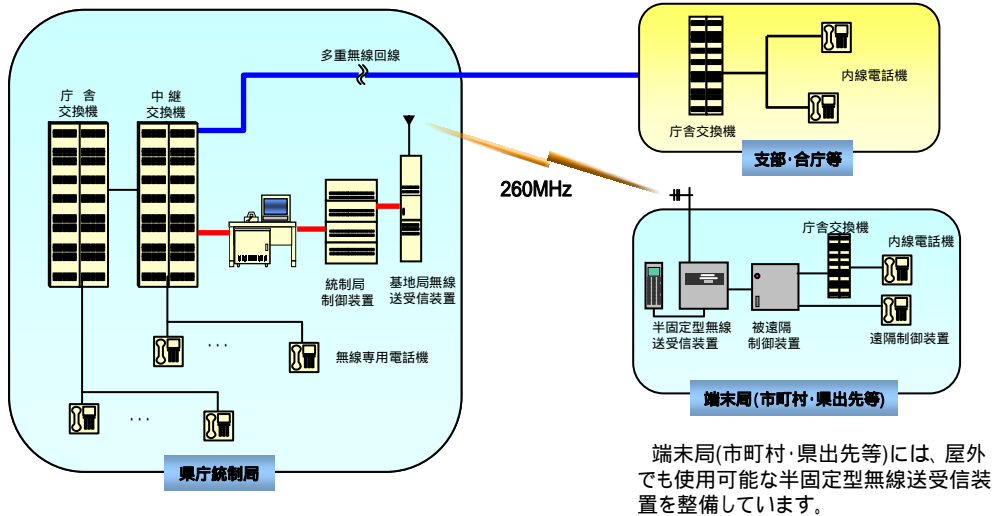 多重無線回線
庁 舎
交換機
中 継
交換機
統制局
制御装置
基地局無線
送受信装置
･･･
無線専用電話機
･･･
県庁統制局
260MHz
内線電話機
庁舎交換機
支部･合庁等
庁舎交換機
内線電話機
半固定型無線
送受信装置
被遠隔
制御装置
遠隔制御装置
端末局(市町村･県出先等)
端末局(市町村･県出先等)には、屋外
でも使用可能な半固定型無線送受信装
置を整備しています。